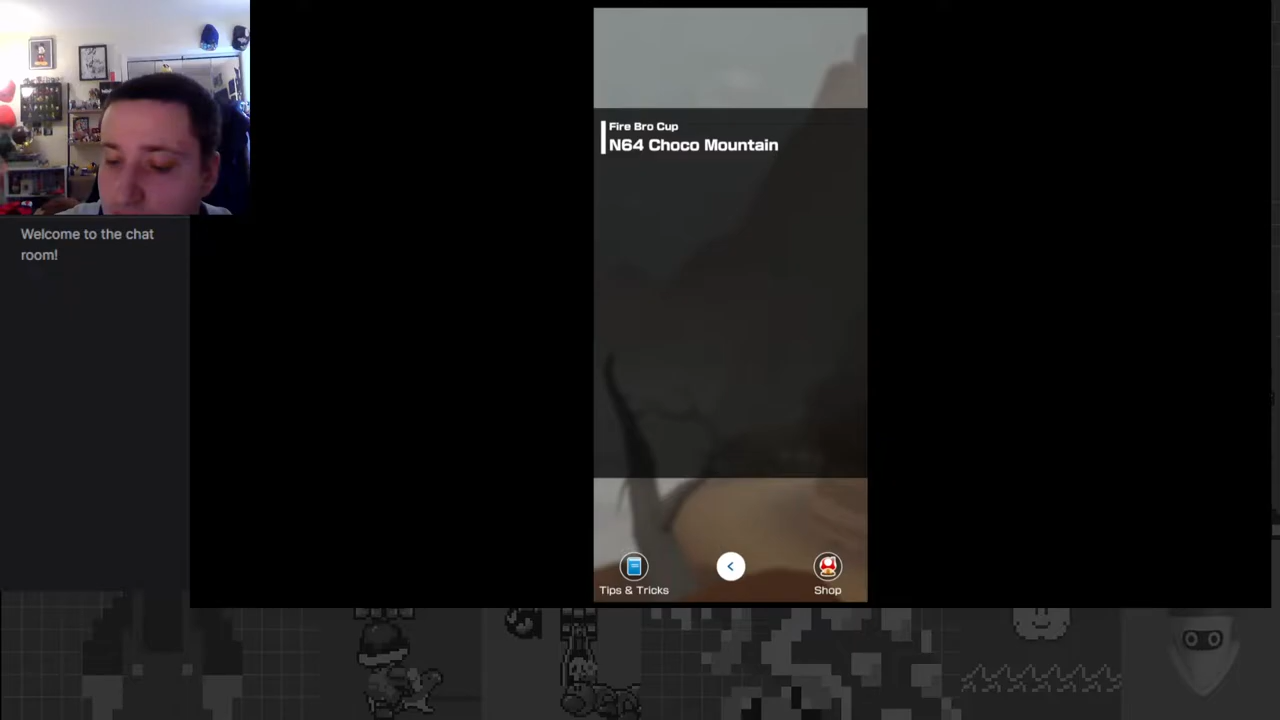 Welcome to the chat
room!
Fire Bro Cup
N64 Choco Mountain
Tips & Tricks
Shop